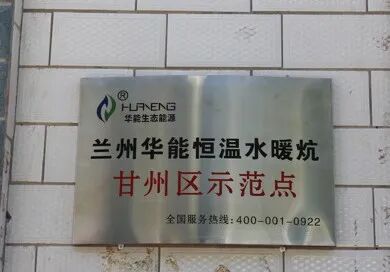 ®
HUANENG
华能生态能源
兰州华能恒温水暖炕
甘州区示范点
全国服务热线:400-001-0922